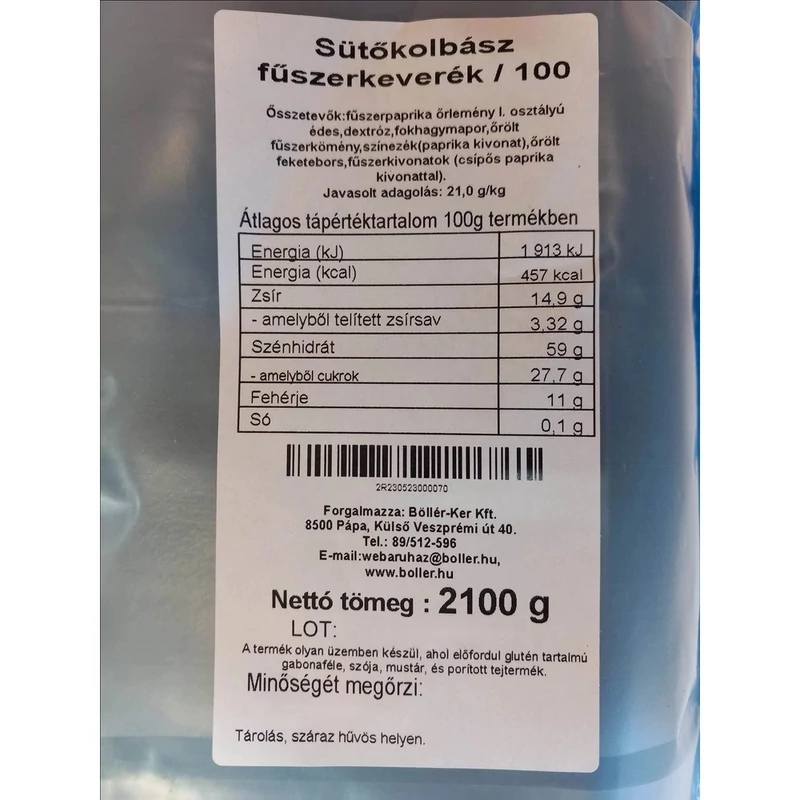 Sütőkolbász
fűszerkeverék / 100
Összetevők:fűszerpaprika őrlemény I. osztályú
édes,dextróz,fokhagymapor,őrölt
fűszerkömény,színezék(paprika kivonat),őrölt
feketebors,fűszerkivonatok (csípős paprika
kivonattal).
Javasolt adagolás: 21,0 g/kg
Átlagos tápértéktartalom 100g termékben
Energia (kJ) 1 913 kJ
Energia (kcal) 457 kcal
Zsír 14,9 g
- amelyből telített zsírsav 3,32 g
Szénhidrát 59 g
- amelyből cukrok 27,7 g
Fehérje 11 g
Só 0,1 g
2R230523000070
Forgalmazza: Böllér-Ker Kft.
8500 Pápa, Külső Veszprémi út 40.
Tel.: 89/512-596
E-mail:webaruhaz@boller.hu,
www.boller.hu
Nettó tömeg : 2100 g
LOT:
A termék olyan üzemben készül, ahol előfordul glutén tartalmú
gabonaféle, szója, mustár, és porított tejtermék.
Minőségét megőrzi:
Tárolás, száraz hűvös helyen.